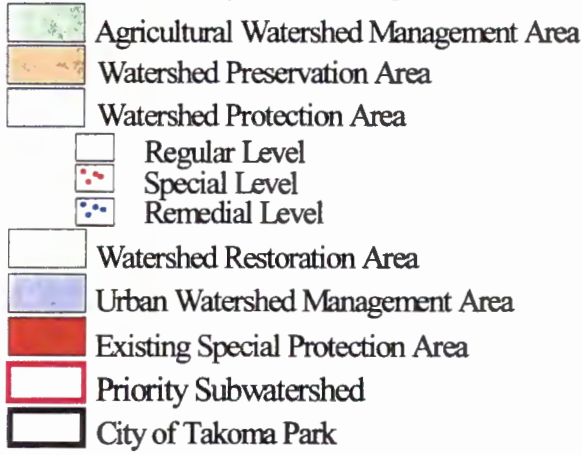 Agricultural Watershed Management Area
Watershed Preservation Area
Watershed Protection Area
Regular Level
Special Level
Remedial Level
Watershed Restoration Area
Urban Watershed Management Area
Existing Special Protection Area
Priority Subwatershed
City of Takoma Park